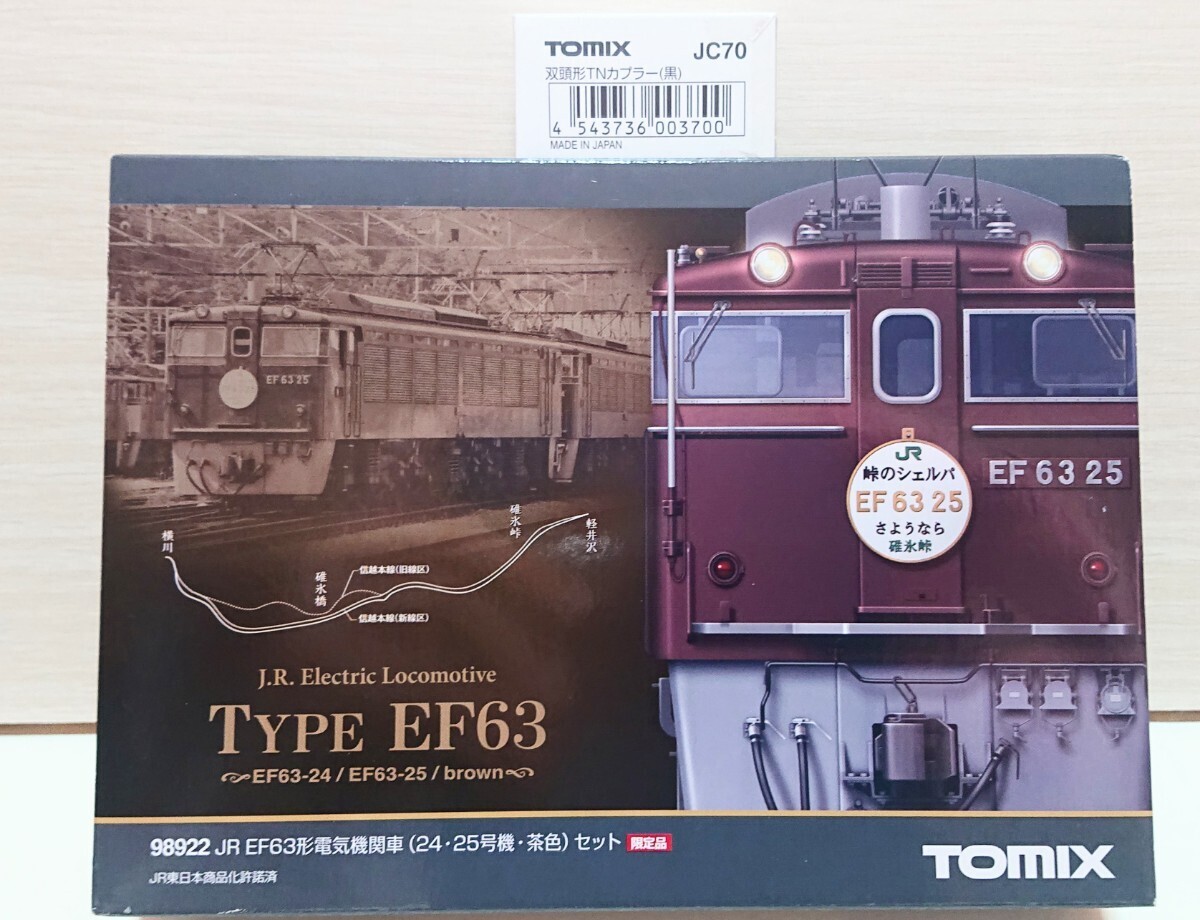 TOMIX JC70
双頭形TNカプラー(黒)
4 543736 003700
MADE IN JAPAN
EF 63 25
JR
峠のシェルパ
EF 63 25
さようなら
碓氷峠
EF 63 25
横川
碓氷橋
信越本線(旧線区)
信越本線(新線区)
碓氷峠
軽井沢
J.R. Electric Locomotive
TYPE EF63
EF63-24 / EF63-25 / brown
98922 JR EF63形電気機関車(24・25号機・茶色)セット 限定品
JR東日本商品化許諾済
TOMIX